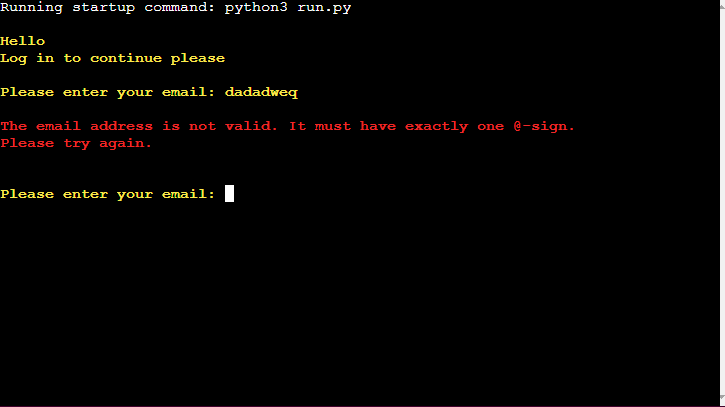 Running startup command: python3 run.py
Hello
Log in to continue please
Please enter your email: dadadweq
The email address is not valid. It must have exactly one @-sign.
Please try again.
Please enter your email: